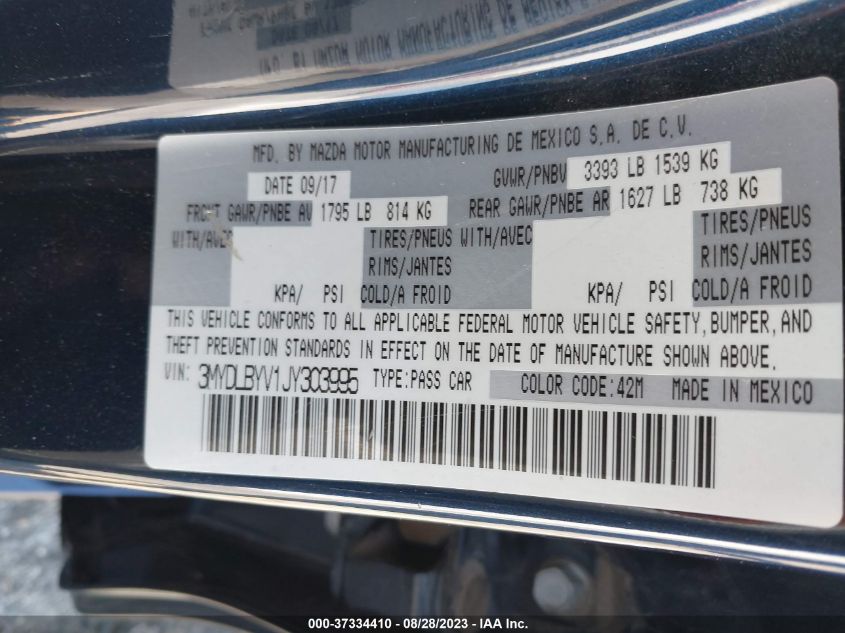 MFD. BY MAZDA MOTOR MANUFACTURING DE MEXICO S.A. DE C.V.
DATE 09/17 GVWR/PNBV 3393 LB 1539 KG
FRONT GAWR/PNBE AV 1795 LB 814 KG REAR GAWR/PNBE AR 1627 LB 738 KG
WITH/AVEC TIRES/PNEUS WITH/AVEC TIRES/PNEUS
RIMS/JANTES RIMS/JANTES
KPA/ PSI COLD/A FROID KPA/ PSI COLD/A FROID
THIS VEHICLE CONFORMS TO ALL APPLICABLE FEDERAL MOTOR VEHICLE SAFETY, BUMPER, AND
THEFT PREVENTION STANDARDS IN EFFECT ON THE DATE OF MANUFACTURE SHOWN ABOVE.
VIN: 3MYDLBYV1JY303995 TYPE:PASS CAR COLOR CODE:42M MADE IN MEXICO
000-37334410 - 08/28/2023 - IAA Inc.